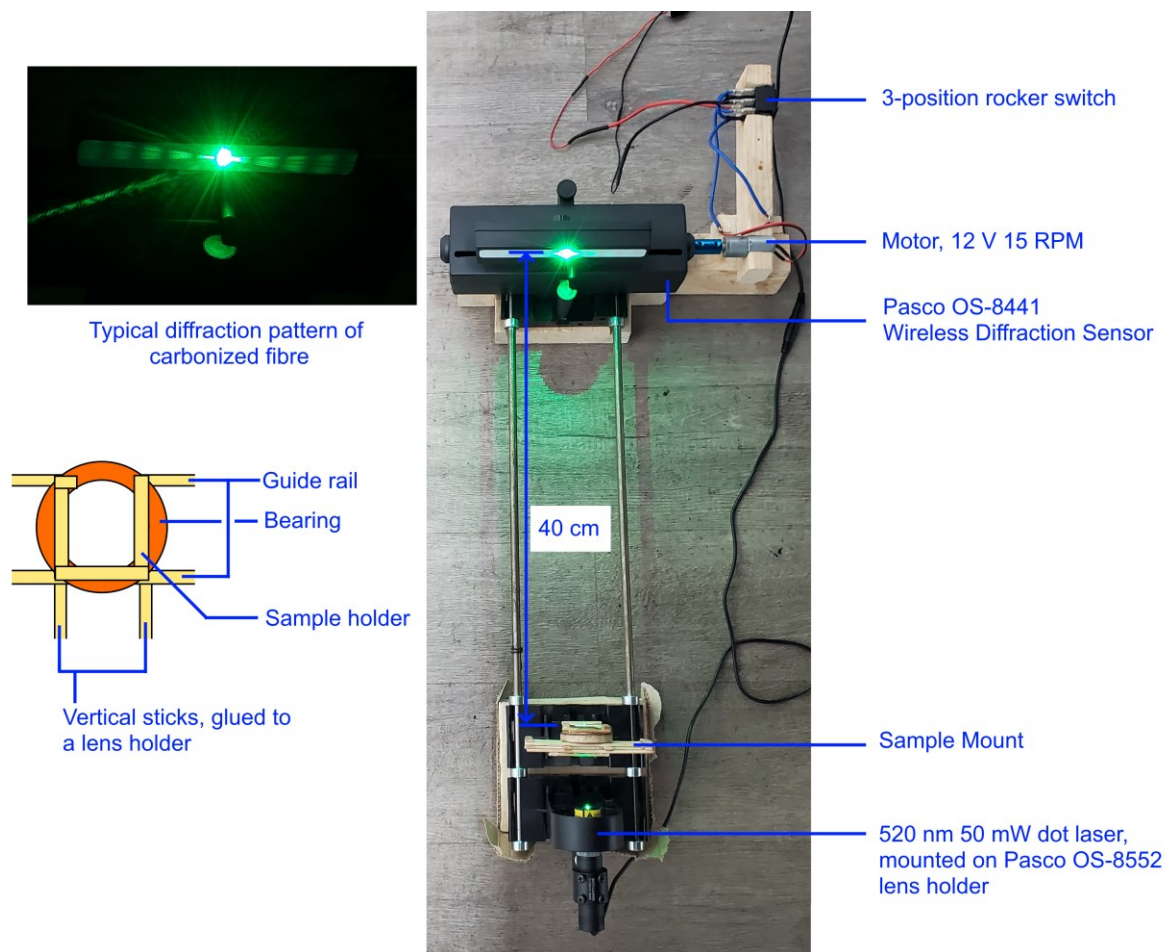 3-position rocker switch
Motor, 12 V 15 RPM
Pasco OS-8441
Wireless Diffraction Sensor
Typical diffraction pattern of
carbonized fibre
Guide rail
Bearing
40 cm
Sample holder
Vertical sticks, glued to
a lens holder
Sample Mount
520 nm 50 mW dot laser,
mounted on Pasco OS-8552
lens holder